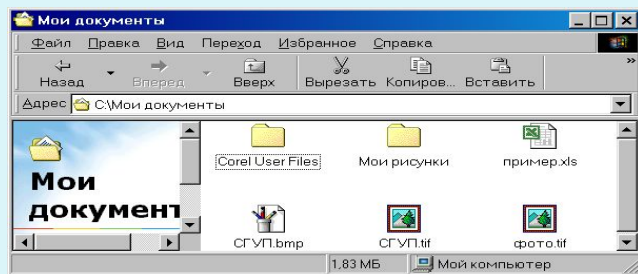 Мои документы
Файл Правка Вид Переход Избранное Справка
Назад Вперед Вверх Вырезать Копиров... Вставить »
Адрес C:\Мои документы
Corel User Files Мои рисунки пример.xls
Мои
документ
СГУП.bmp СГУП.tif фото.tif
1,83 МБ Мой компьютер